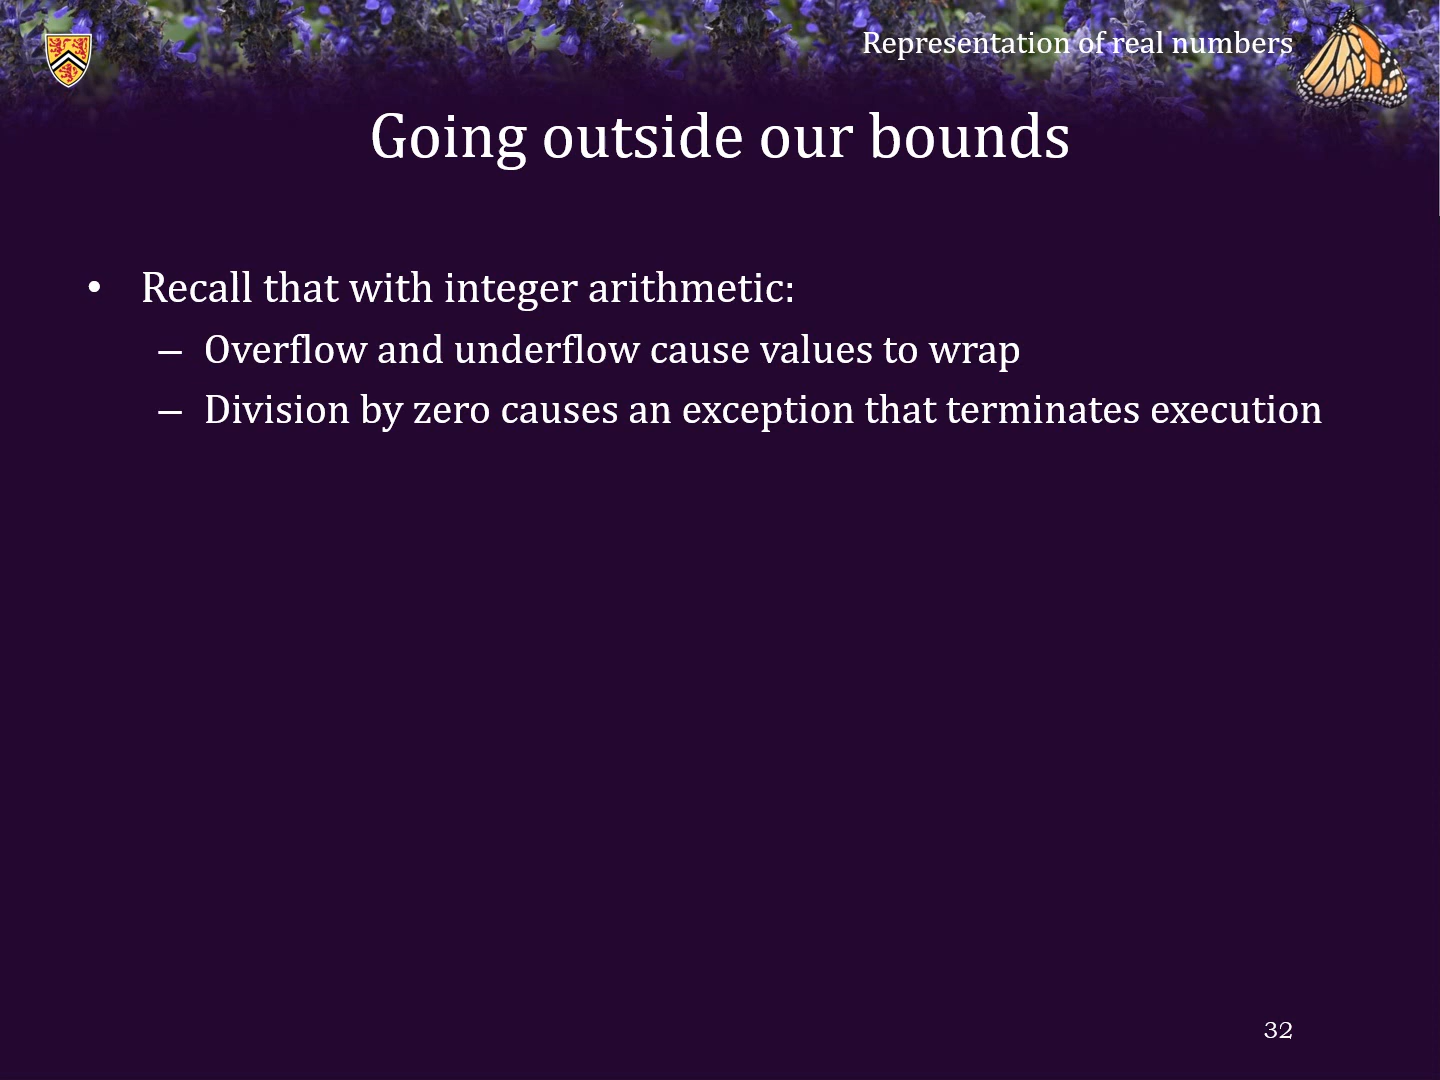 Representation of real numbers
Going outside our bounds
• Recall that with integer arithmetic:
– Overflow and underflow cause values to wrap
– Division by zero causes an exception that terminates execution
32